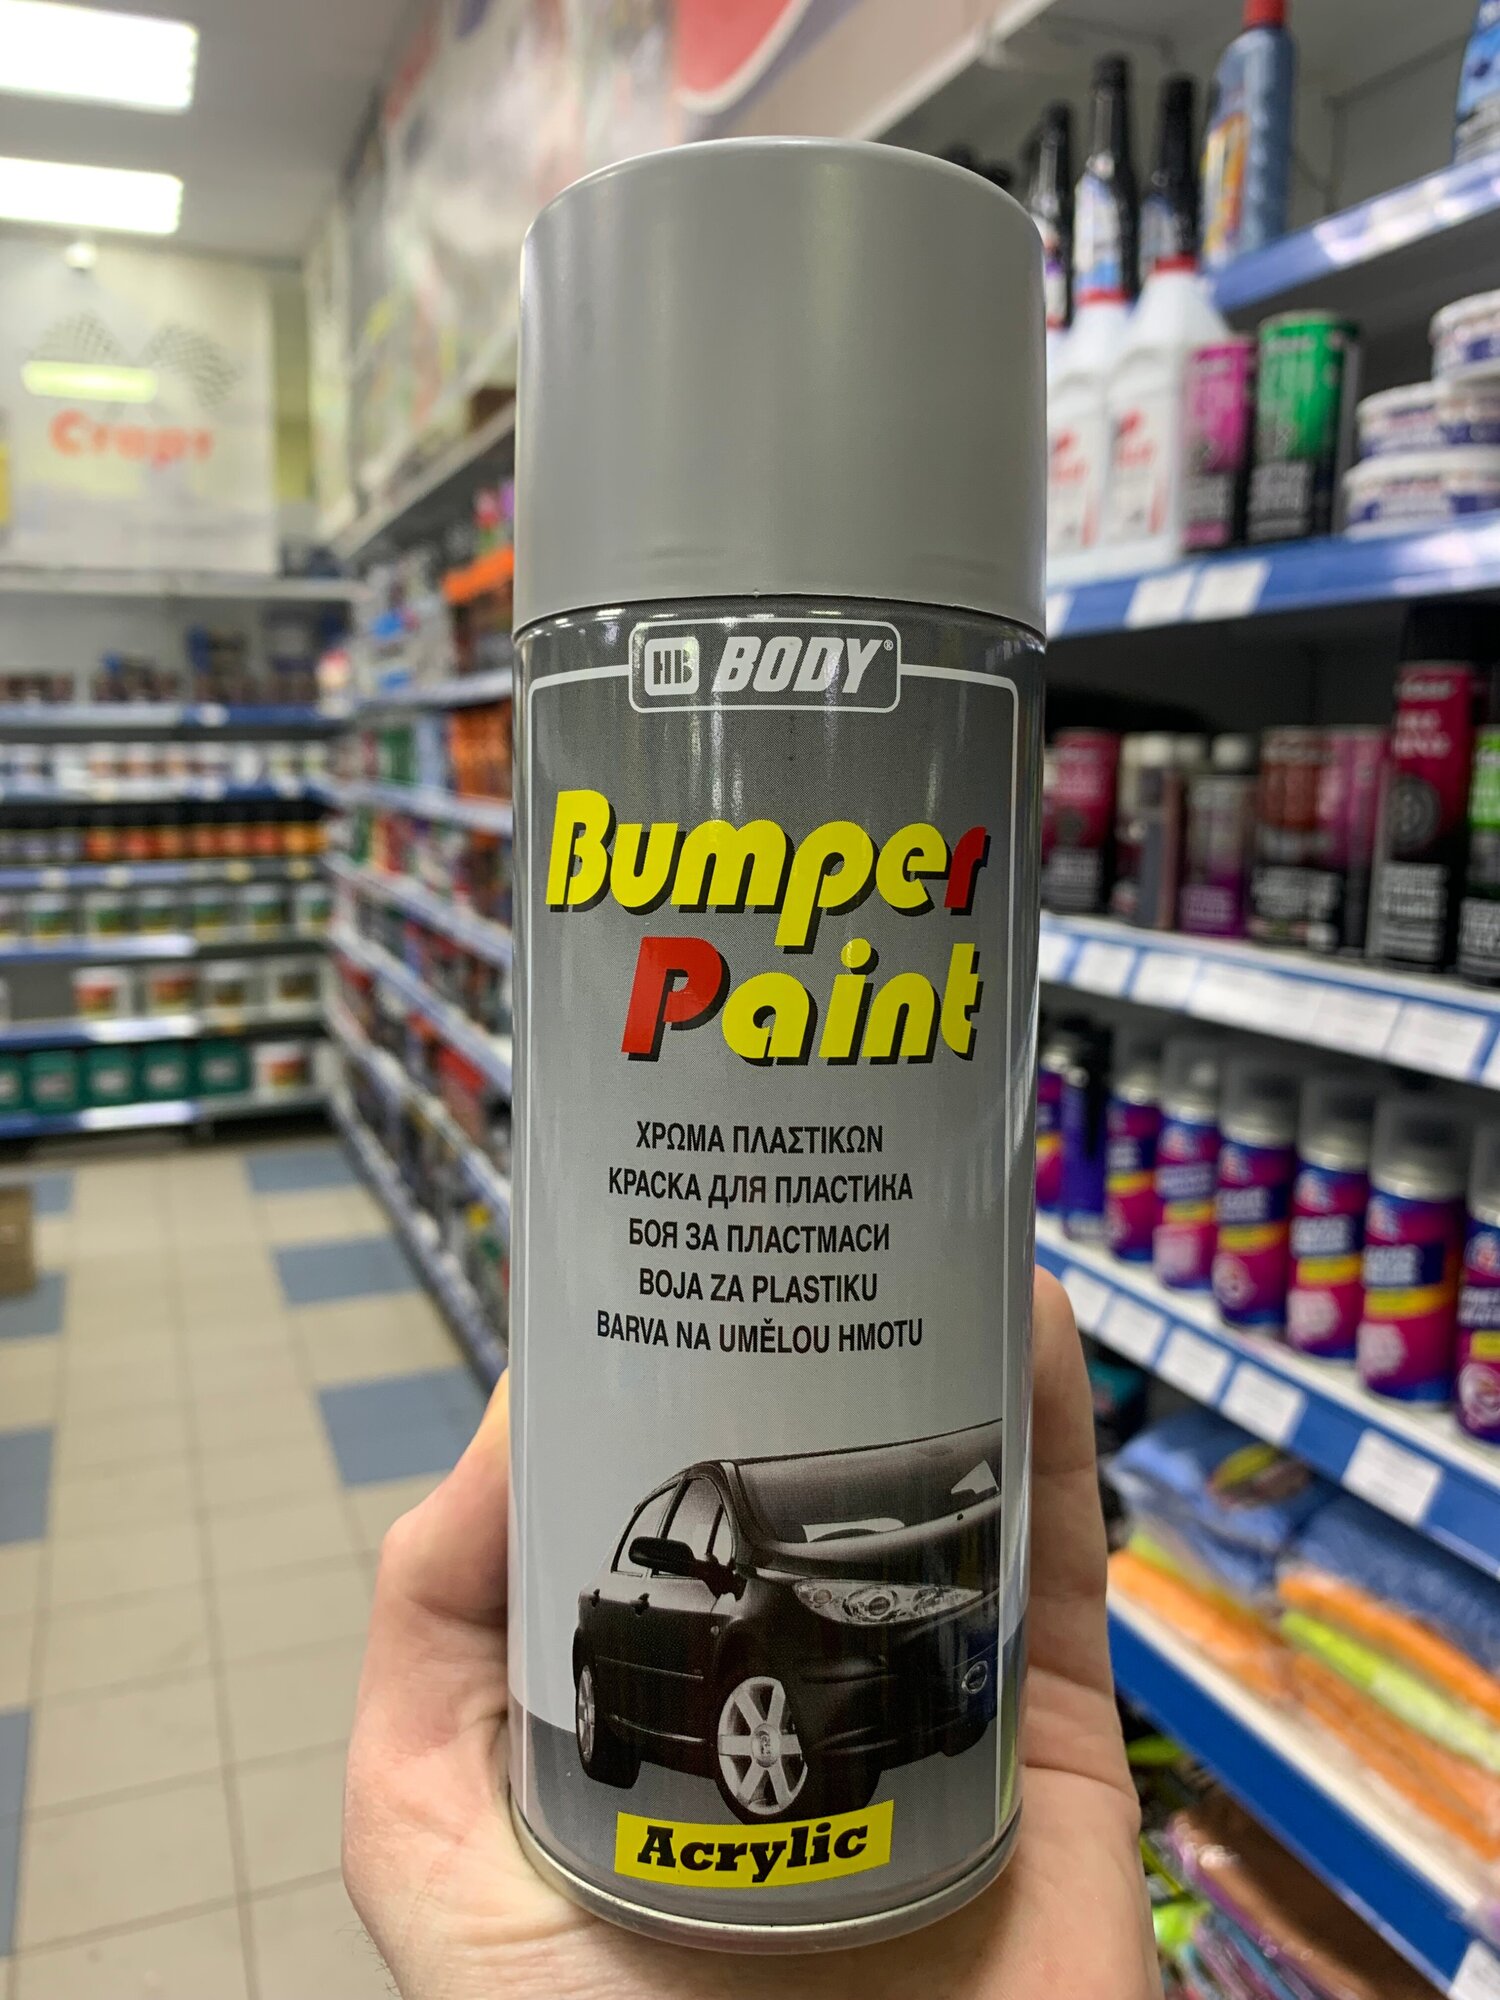 Старт
HB BODY®
Bumper
Paint
ΧΡΩΜΑ ΠΛΑΣΤΙΚΩΝ
КРАСКА ДЛЯ ПЛАСТИКА
БОЯ ЗА ПЛАСТМАСИ
BOJA ZA PLASTIKU
BARVA NA UMĚLOU HMOTU
Acrylic